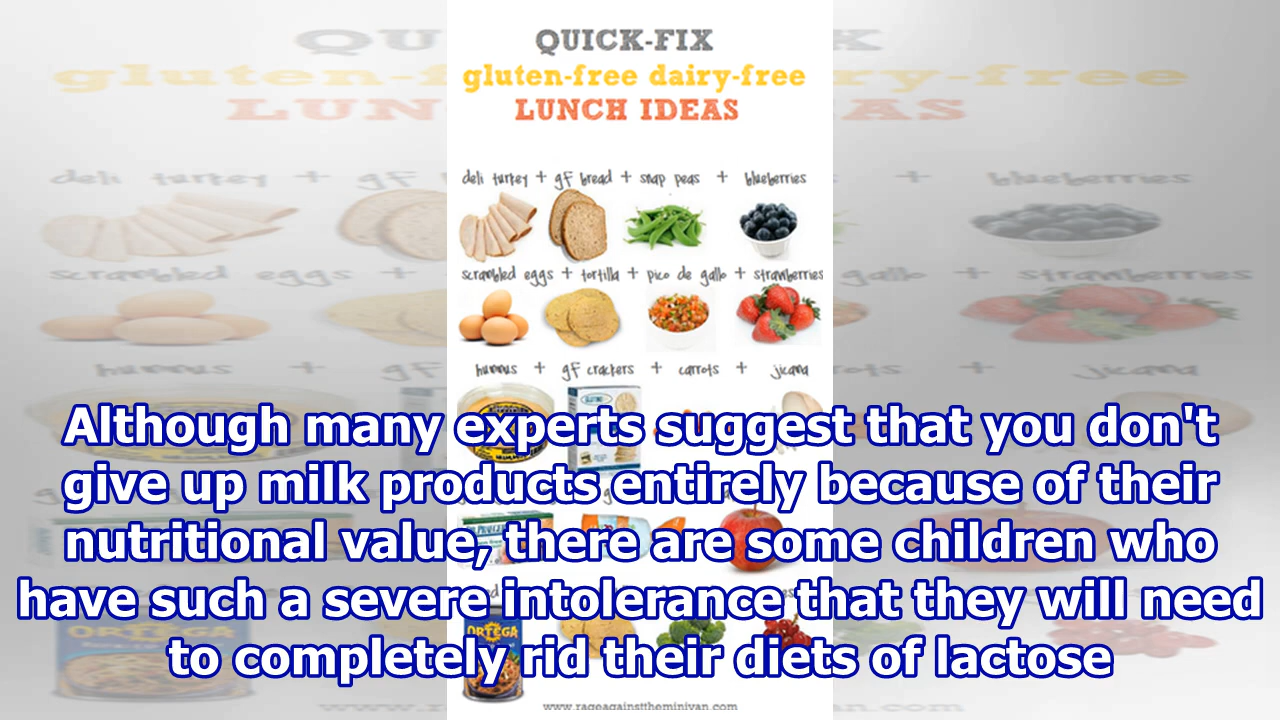 QUICK-FIX
gluten-free dairy-free
LUNCH IDEAS
deli turkey + gf bread + snap peas + blueberries
scrambled eggs + tortilla + pico de gallo + strawberries
hummus + gf crackers + carrots + jicama
Although many experts suggest that you don't
give up milk products entirely because of their
nutritional value, there are some children who
have such a severe intolerance that they will need
to completely rid their diets of lactose
ORTEGA
www.rageagainsttheminivan.com